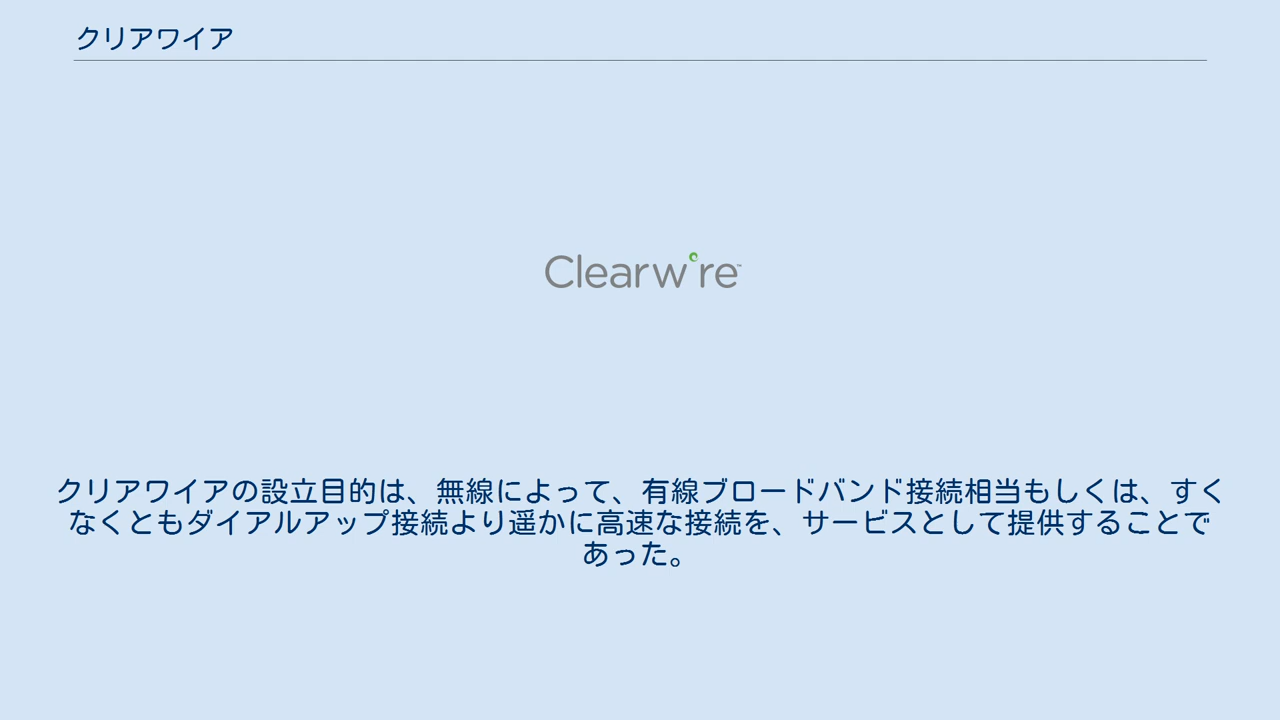 クリアワイア
Clearwire™
クリアワイアの設立目的は、無線によって、有線ブロードバンド接続相当もしくは、すく
なくともダイアルアップ接続より遥かに高速な接続を、サービスとして提供することで
あった。